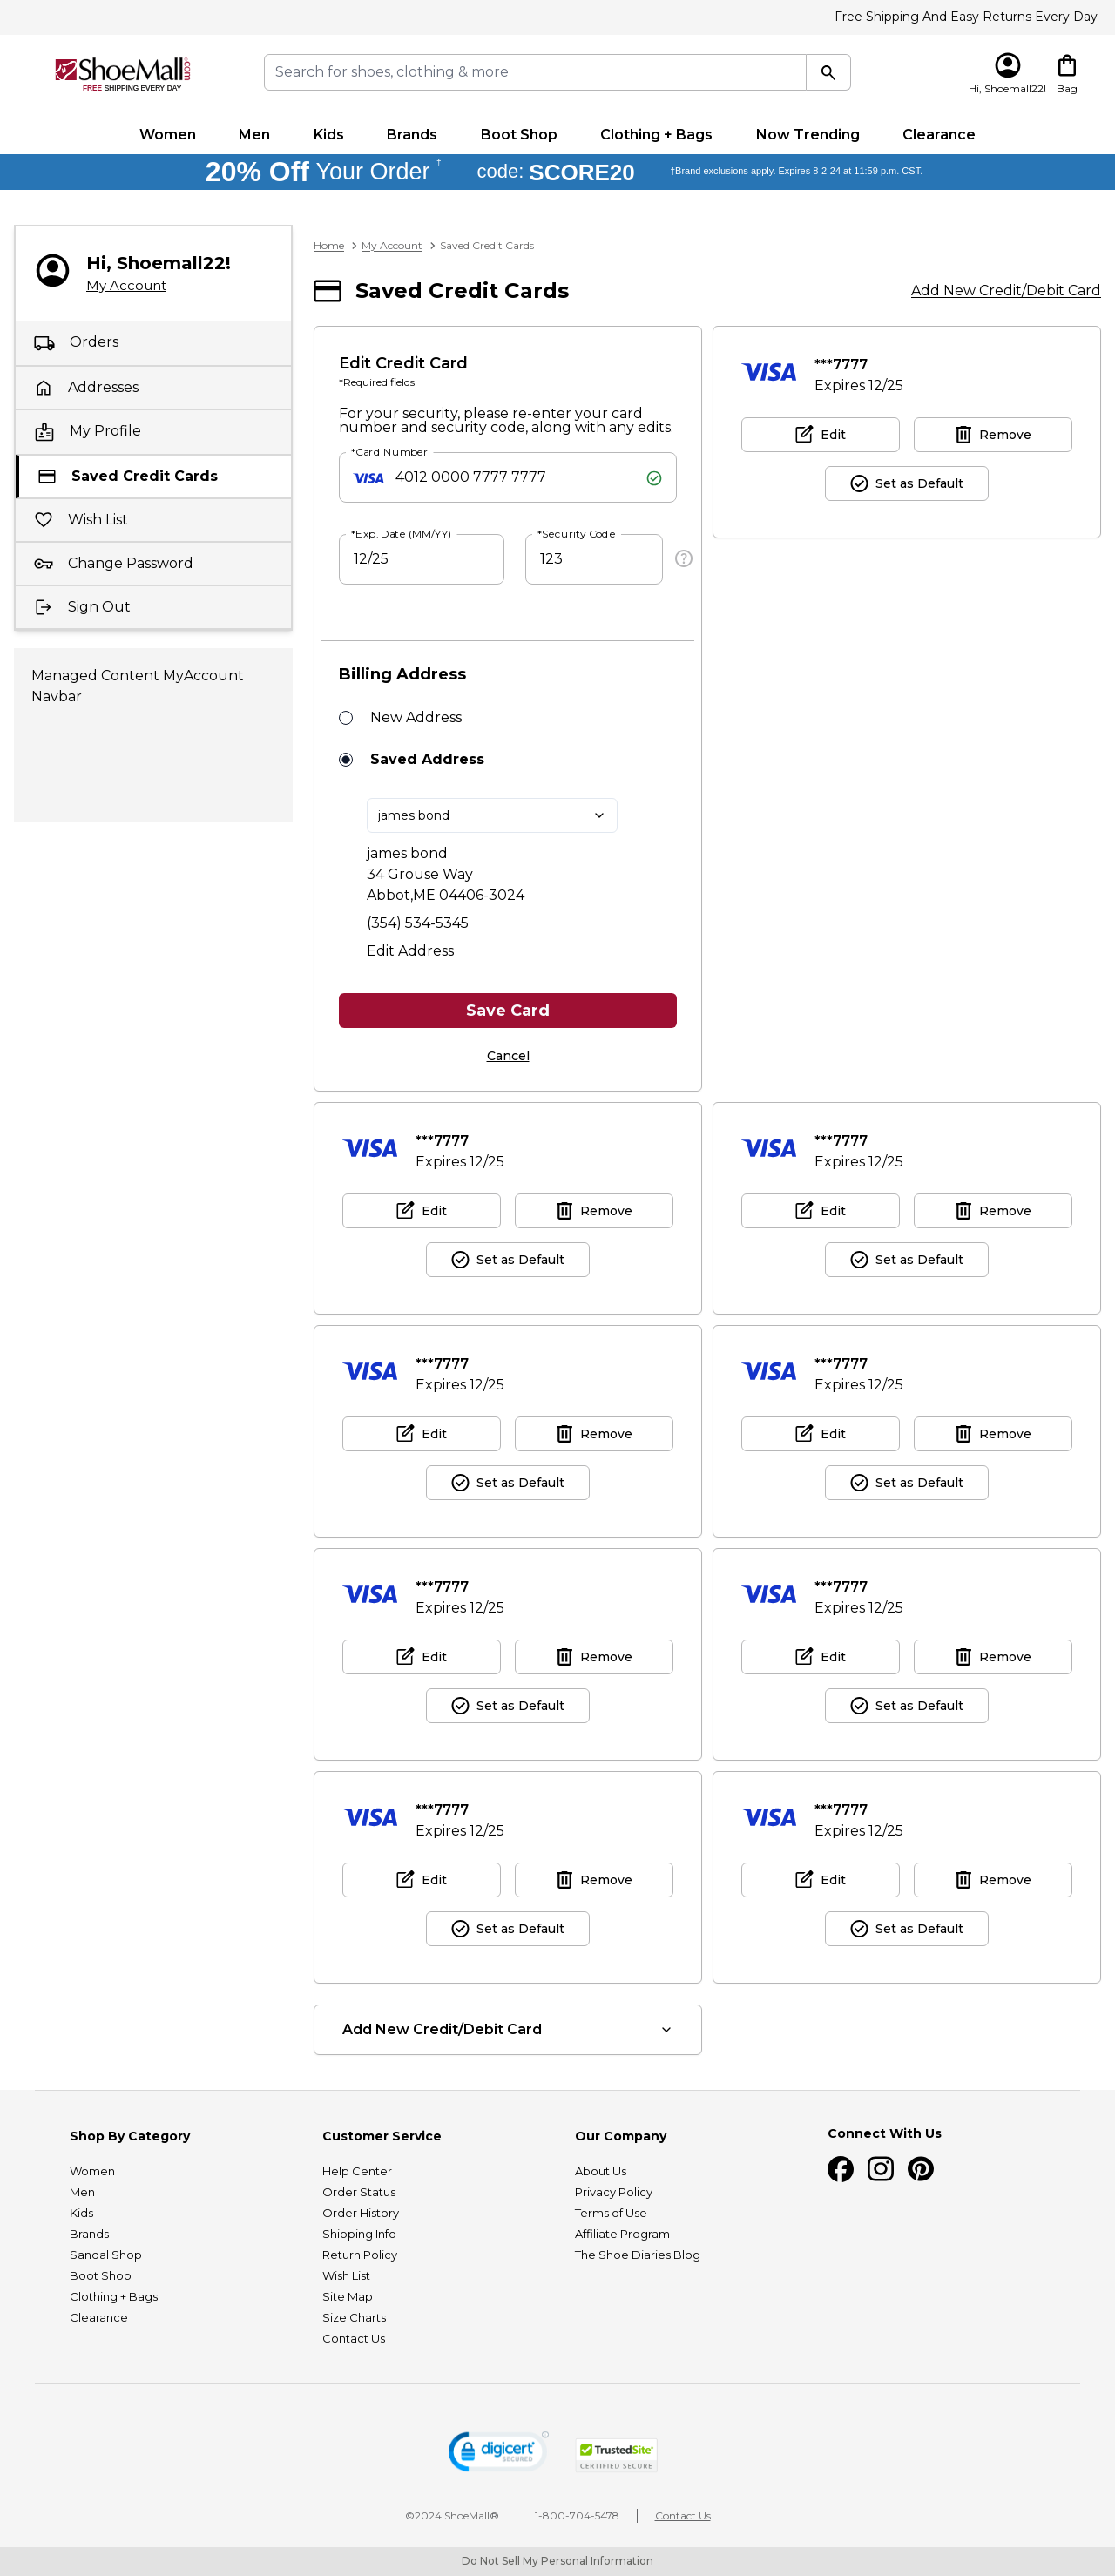 Free Shipping And Easy Returns Every Day
ShoeMall.com
FREE SHIPPING EVERY DAY
Search for shoes, clothing & more
Hi, Shoemall22!
Bag
Women Men Kids Brands Boot Shop Clothing + Bags Now Trending Clearance
20% Off Your Order † code: SCORE20 †Brand exclusions apply. Expires 8-2-24 at 11:59 p.m. CST.
Hi, Shoemall22!
My Account
Orders
Addresses
My Profile
Saved Credit Cards
Wish List
Change Password
Sign Out
Managed Content MyAccount
Navbar
Home > My Account > Saved Credit Cards
Saved Credit Cards
Add New Credit/Debit Card
Edit Credit Card
*Required fields
For your security, please re-enter your card
number and security code, along with any edits.
*Card Number
VISA 4012 0000 7777 7777
*Exp. Date (MM/YY)
12/25
*Security Code
123
?
Billing Address
New Address
Saved Address
james bond
james bond
34 Grouse Way
Abbot,ME 04406-3024
(354) 534-5345
Edit Address
Save Card
Cancel
VISA ***7777
Expires 12/25
Edit Remove
Set as Default
VISA ***7777
Expires 12/25
Edit Remove
Set as Default
VISA ***7777
Expires 12/25
Edit Remove
Set as Default
VISA ***7777
Expires 12/25
Edit Remove
Set as Default
VISA ***7777
Expires 12/25
Edit Remove
Set as Default
VISA ***7777
Expires 12/25
Edit Remove
Set as Default
VISA ***7777
Expires 12/25
Edit Remove
Set as Default
VISA ***7777
Expires 12/25
Edit Remove
Set as Default
VISA ***7777
Expires 12/25
Edit Remove
Set as Default
Add New Credit/Debit Card
Shop By Category
Women
Men
Kids
Brands
Sandal Shop
Boot Shop
Clothing + Bags
Clearance
Customer Service
Help Center
Order Status
Order History
Shipping Info
Return Policy
Wish List
Site Map
Size Charts
Contact Us
Our Company
About Us
Privacy Policy
Terms of Use
Affiliate Program
The Shoe Diaries Blog
Connect With Us
digicert
SECURED
TrustedSite
CERTIFIED SECURE
©2024 ShoeMall® 1-800-704-5478 Contact Us
Do Not Sell My Personal Information